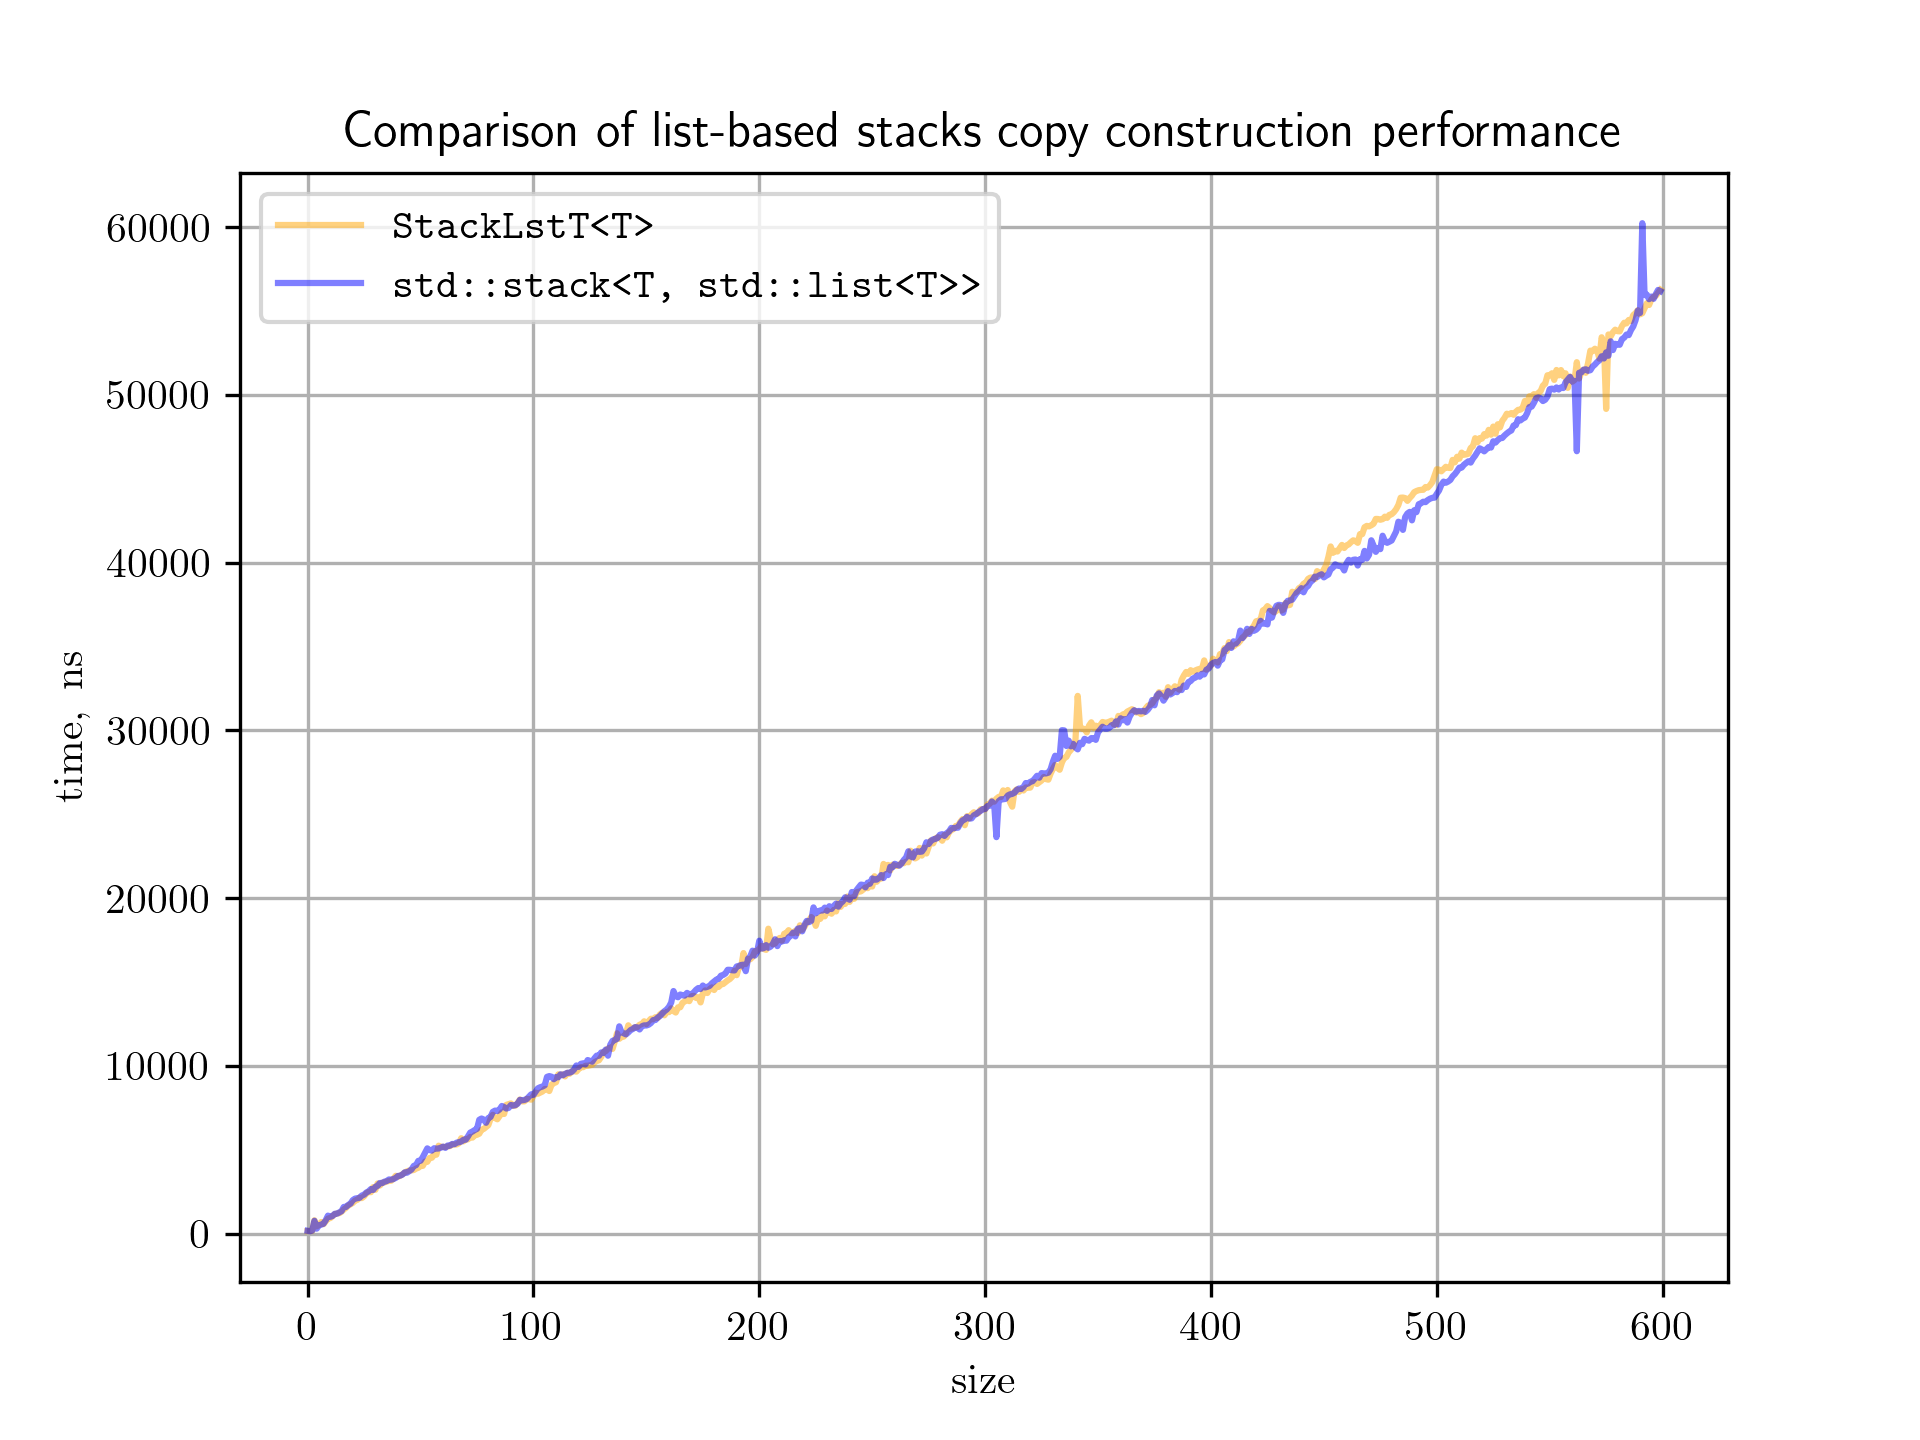 Comparison of list-based stacks copy construction performance
StackLstT<T>
std::stack<T, std::list<T>>
60000
50000
40000
30000
20000
10000
0
time, ns
0 100 200 300 400 500 600
size